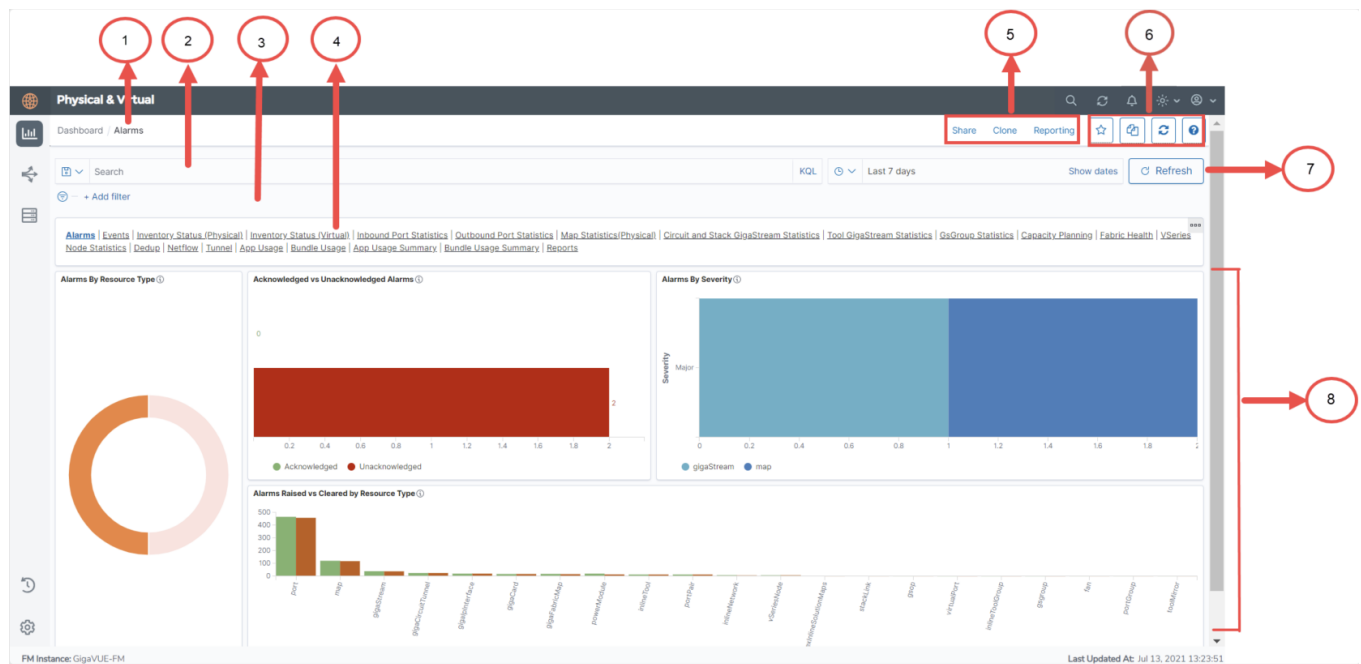 1
2
3
4
5
6
Physical & Virtual
Dashboard / Alarms
Share Clone Reporting
Search
KQL
Last 7 days
Show dates
Refresh
7
+ Add filter
Alarms | Events | Inventory Status (Physical) | Inventory Status (Virtual) | Inbound Port Statistics | Outbound Port Statistics | Map Statistics(Physical) | Circuit and Stack GigaStream Statistics | Tool GigaStream Statistics | GsGroup Statistics | Capacity Planning | Fabric Health | VSeries
Node Statistics | Dedup | Netflow | Tunnel | App Usage | Bundle Usage | App Usage Summary | Bundle Usage Summary | Reports
Alarms By Resource Type
Acknowledged vs Unacknowledged Alarms
0
2
0.2 0.4 0.6 0.8 1 1.2 1.4 1.6 1.8 2
Acknowledged Unacknowledged
Alarms By Severity
Severity
Major
0 0.2 0.4 0.6 0.8 1 1.2 1.4 1.6 1.8 2
gigaStream map
8
Alarms Raised vs Cleared by Resource Type
500
400
300
200
100
0
port map gigaStream gigaCircuitTunnel gigaIpInterface gigaCard gigaFabricMap powerModule inlineTool portPair inlineNetwork vSeriesNode xInlineSolutionMaps stackLink gsop virtualPort inlineToolGroup gsgroup fan portGroup toolMirror
FM Instance: GigaVUE-FM
Last Updated At: Jul 13, 2021 13:23:51